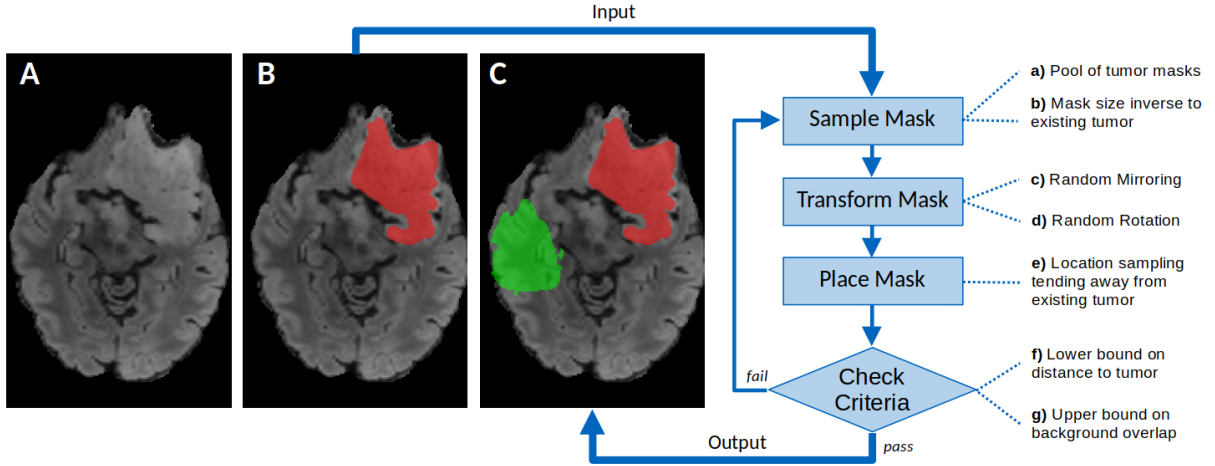 Input
A
B
C
Sample Mask
a) Pool of tumor masks
b) Mask size inverse to
existing tumor
Transform Mask
c) Random Mirroring
d) Random Rotation
Place Mask
e) Location sampling
tending away from
existing tumor
fail
Check
Criteria
f) Lower bound on
distance to tumor
g) Upper bound on
background overlap
Output
pass